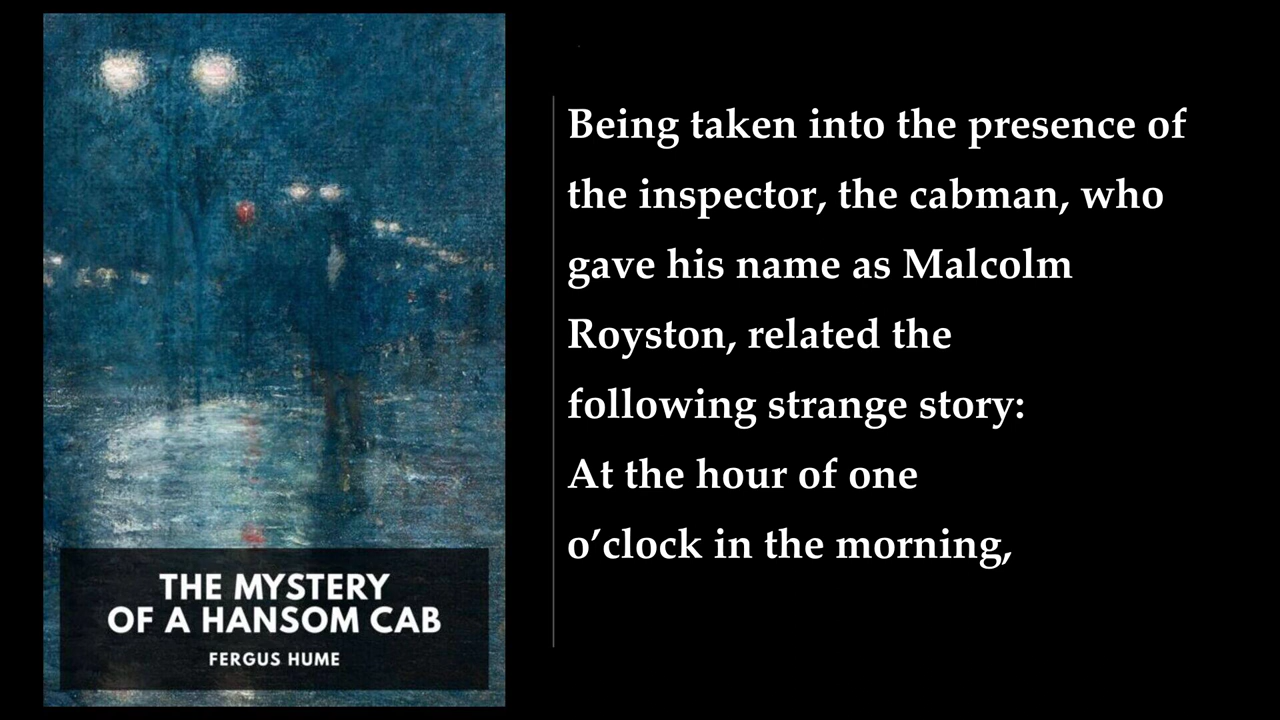 THE MYSTERY
OF A HANSOM CAB
FERGUS HUME
Being taken into the presence of
the inspector, the cabman, who
gave his name as Malcolm
Royston, related the
following strange story:
At the hour of one
o’clock in the morning,